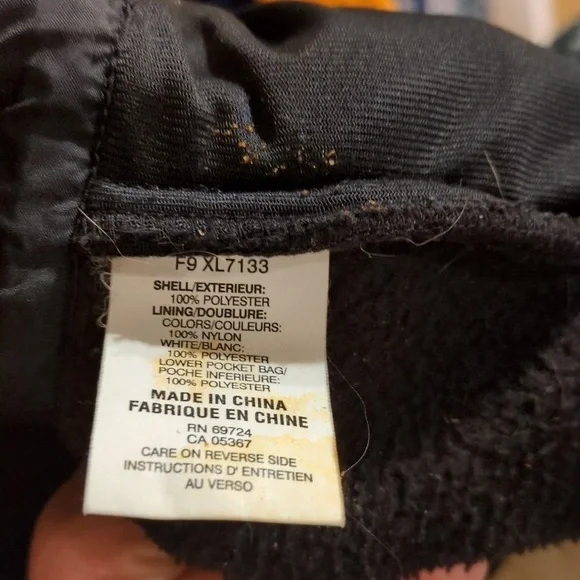 F9 XL7133
SHELL/EXTERIEUR:
100% POLYESTER
LINING/DOUBLURE:
COLORS/COULEURS:
100% NYLON
WHITE/BLANC:
100% POLYESTER
LOWER POCKET BAG/
POCHE INFERIEURE:
100% POLYESTER
MADE IN CHINA
FABRIQUE EN CHINE
RN 69724
CA 05367
CARE ON REVERSE SIDE
INSTRUCTIONS D' ENTRETIEN
AU VERSO